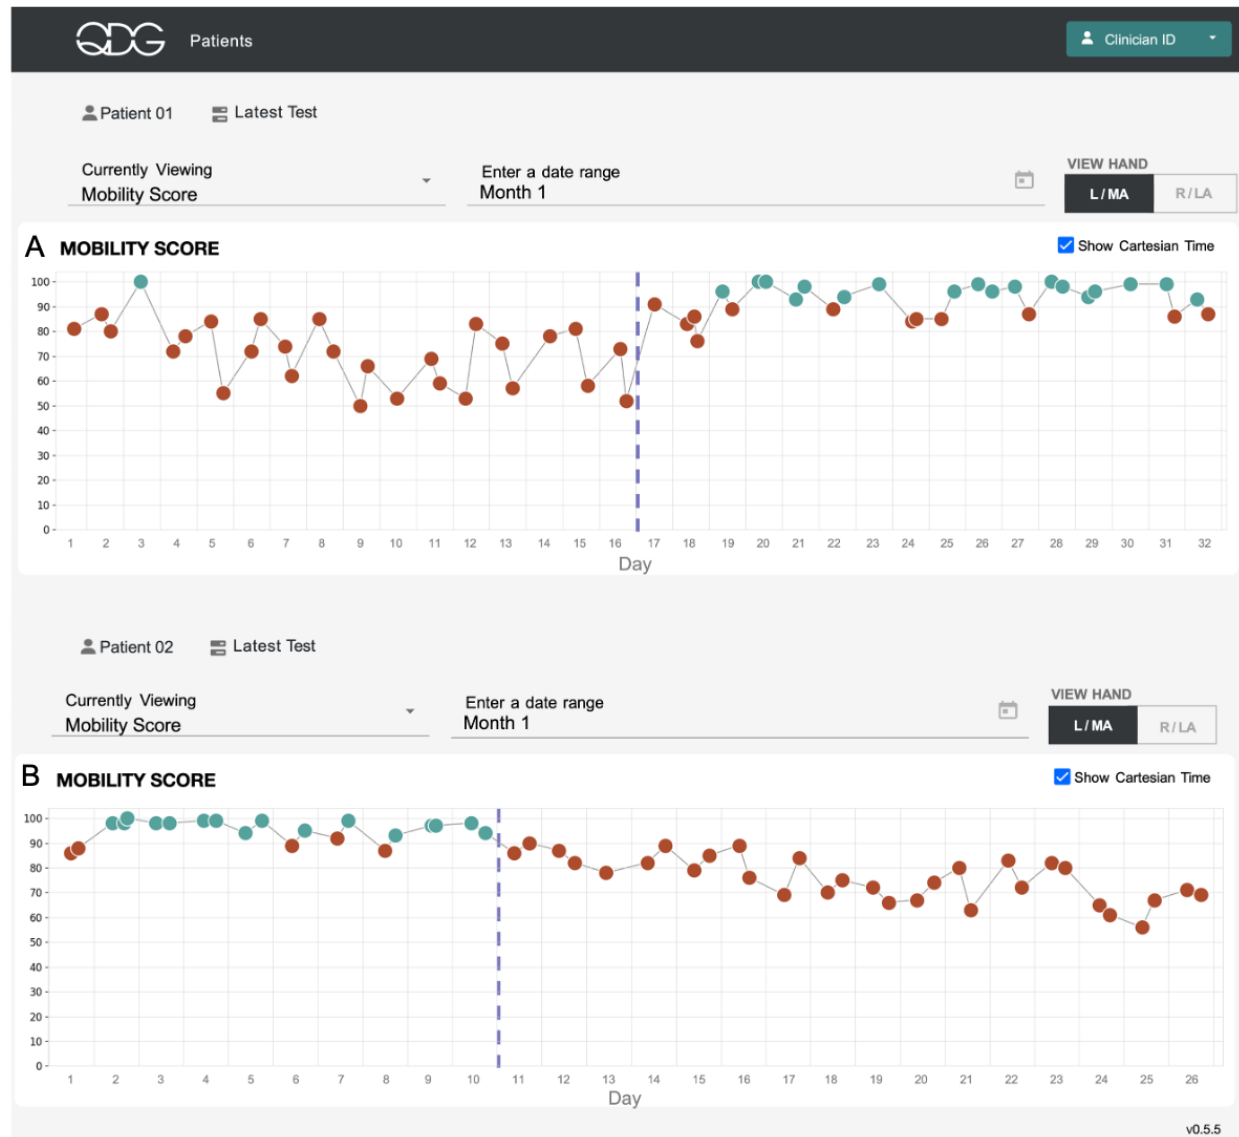 QDG Patients Clinician ID
Patient 01 Latest Test
Currently Viewing
Mobility Score
Enter a date range
Month 1
VIEW HAND
L / MA R / LA
A MOBILITY SCORE Show Cartesian Time
100
90
80
70
60
50
40
30
20
10
0
1 2 3 4 5 6 7 8 9 10 11 12 13 14 15 16 17 18 19 20 21 22 23 24 25 26 27 28 29 30 31 32
Day
Patient 02 Latest Test
Currently Viewing
Mobility Score
Enter a date range
Month 1
VIEW HAND
L / MA R / LA
B MOBILITY SCORE Show Cartesian Time
100
90
80
70
60
50
40
30
20
10
0
1 2 3 4 5 6 7 8 9 10 11 12 13 14 15 16 17 18 19 20 21 22 23 24 25 26
Day
v0.5.5